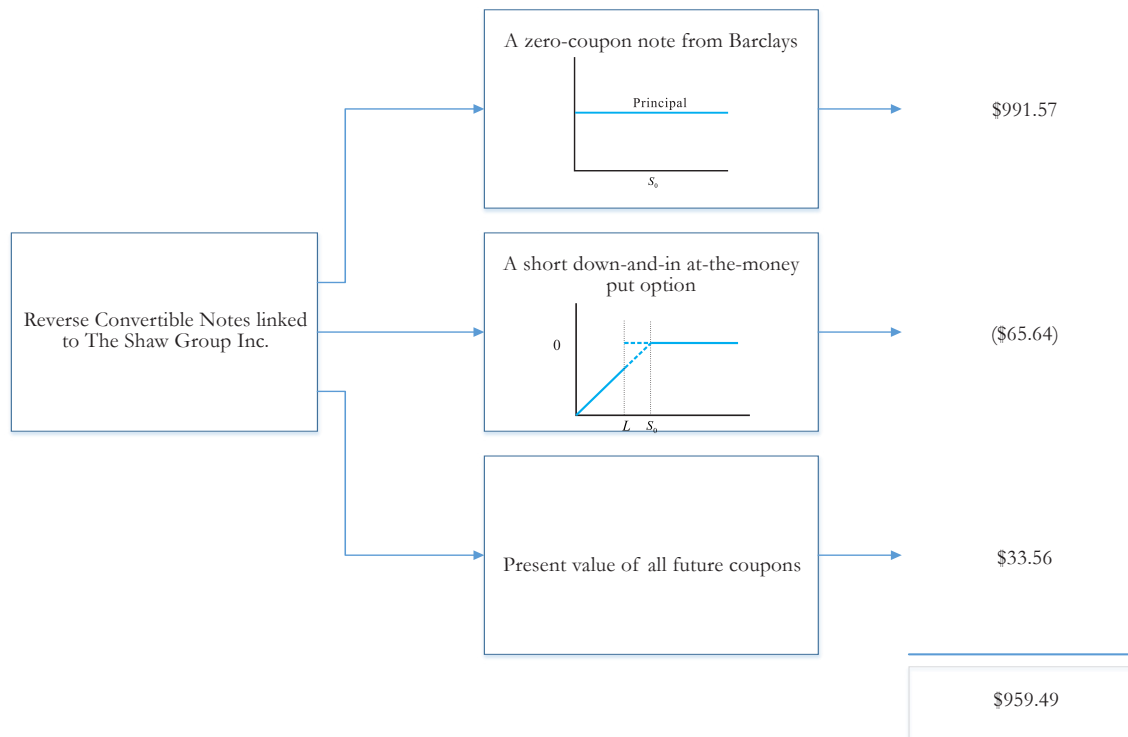 A zero-coupon note from Barclays
Principal
S₀
$991.57
Reverse Convertible Notes linked
to The Shaw Group Inc.
A short down-and-in at-the-money
put option
0
L S₀
($65.64)
Present value of all future coupons
$33.56
$959.49